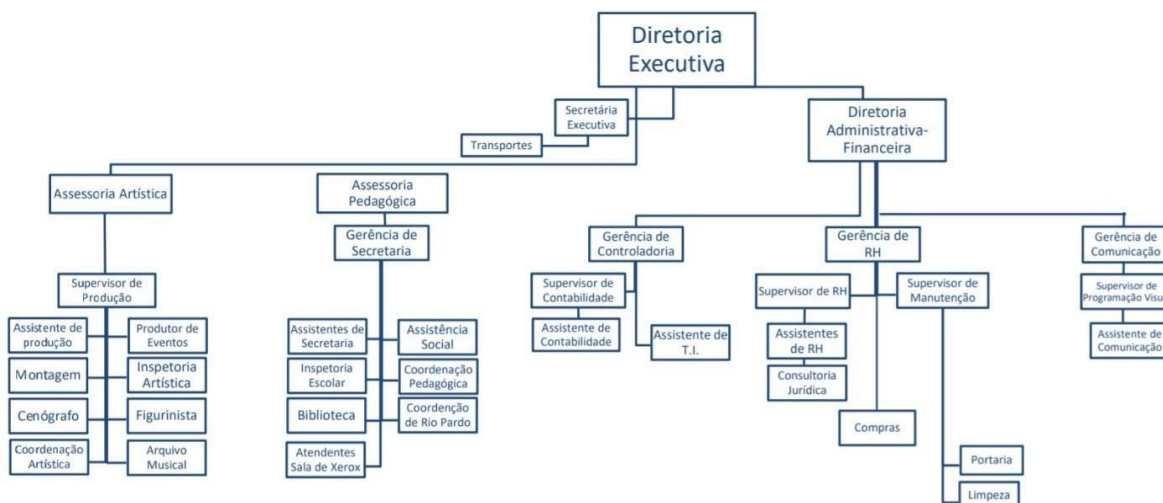 Diretoria
Executiva
Secretária
Executiva
Transportes
Diretoria
Administrativa-
Financeira
Assessoria Artística
Assessoria
Pedagógica
Gerência de
Secretaria
Supervisor de
Produção
Assistente de
produção
Produtor de
Eventos
Montagem
Inspetoria
Artística
Cenógrafo
Figurinista
Coordenação
Artística
Arquivo
Musical
Assistentes de
Secretaria
Assistência
Social
Inspetoria
Escolar
Coordenação
Pedagógica
Biblioteca
Coordenção
de Rio Pardo
Atendentes
Sala de Xerox
Gerência de
Controladoria
Supervisor de
Contabilidade
Assistente de
Contabilidade
Assistente de
T.I.
Gerência de
RH
Supervisor de RH
Supervisor de
Manutenção
Assistentes
de RH
Consultoria
Jurídica
Compras
Portaria
Limpeza
Gerência de
Comunicação
Supervisor de
Programação Visual
Assistente de
Comunicação